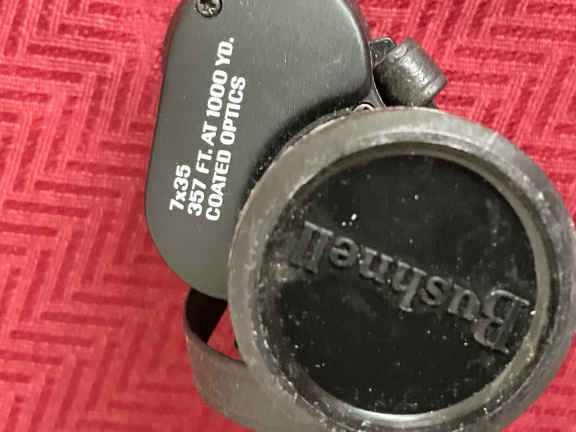 7x35
357 FT. AT 1000 YD.
COATED OPTICS
Bushnell